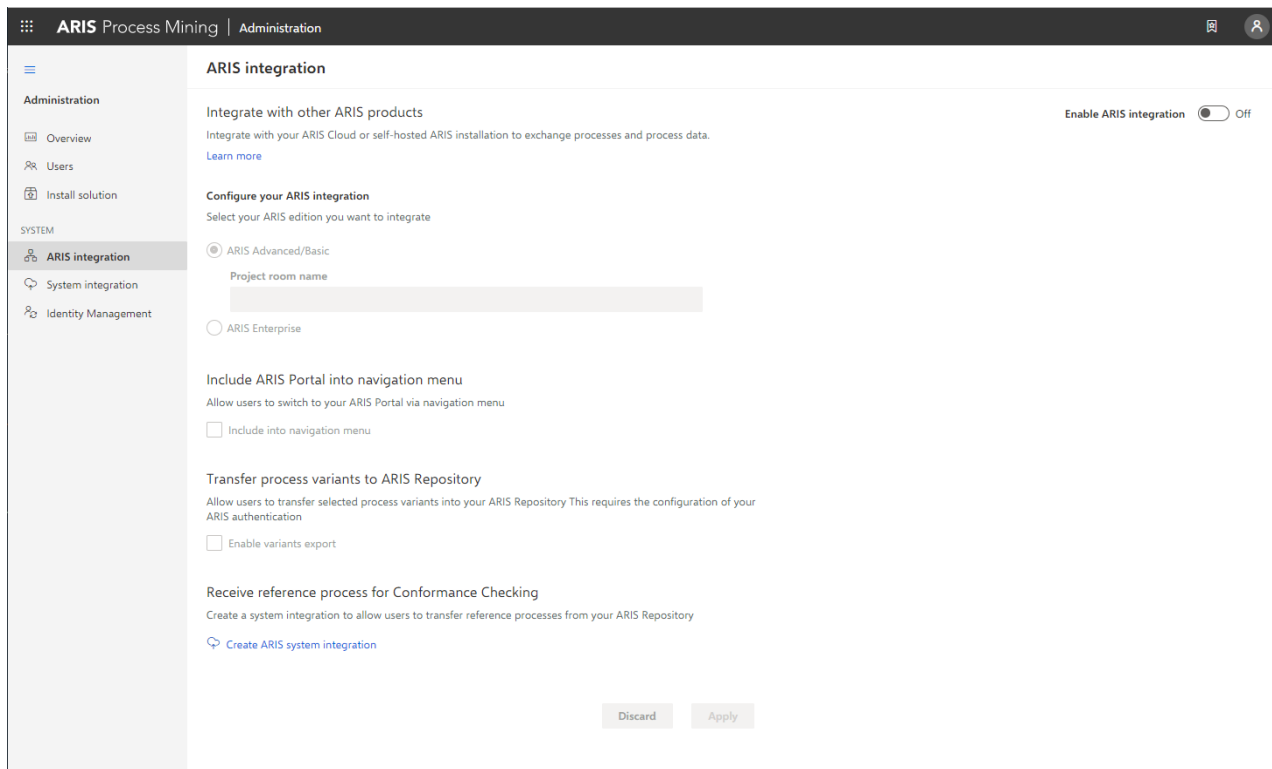 ARIS Process Mining | Administration
Administration
Overview
Users
Install solution
SYSTEM
ARIS integration
System integration
Identity Management
ARIS integration
Integrate with other ARIS products
Enable ARIS integration Off
Integrate with your ARIS Cloud or self-hosted ARIS installation to exchange processes and process data.
Learn more
Configure your ARIS integration
Select your ARIS edition you want to integrate
ARIS Advanced/Basic
Project room name
ARIS Enterprise
Include ARIS Portal into navigation menu
Allow users to switch to your ARIS Portal via navigation menu
Include into navigation menu
Transfer process variants to ARIS Repository
Allow users to transfer selected process variants into your ARIS Repository This requires the configuration of your
ARIS authentication
Enable variants export
Receive reference process for Conformance Checking
Create a system integration to allow users to transfer reference processes from your ARIS Repository
Create ARIS system integration
Discard Apply